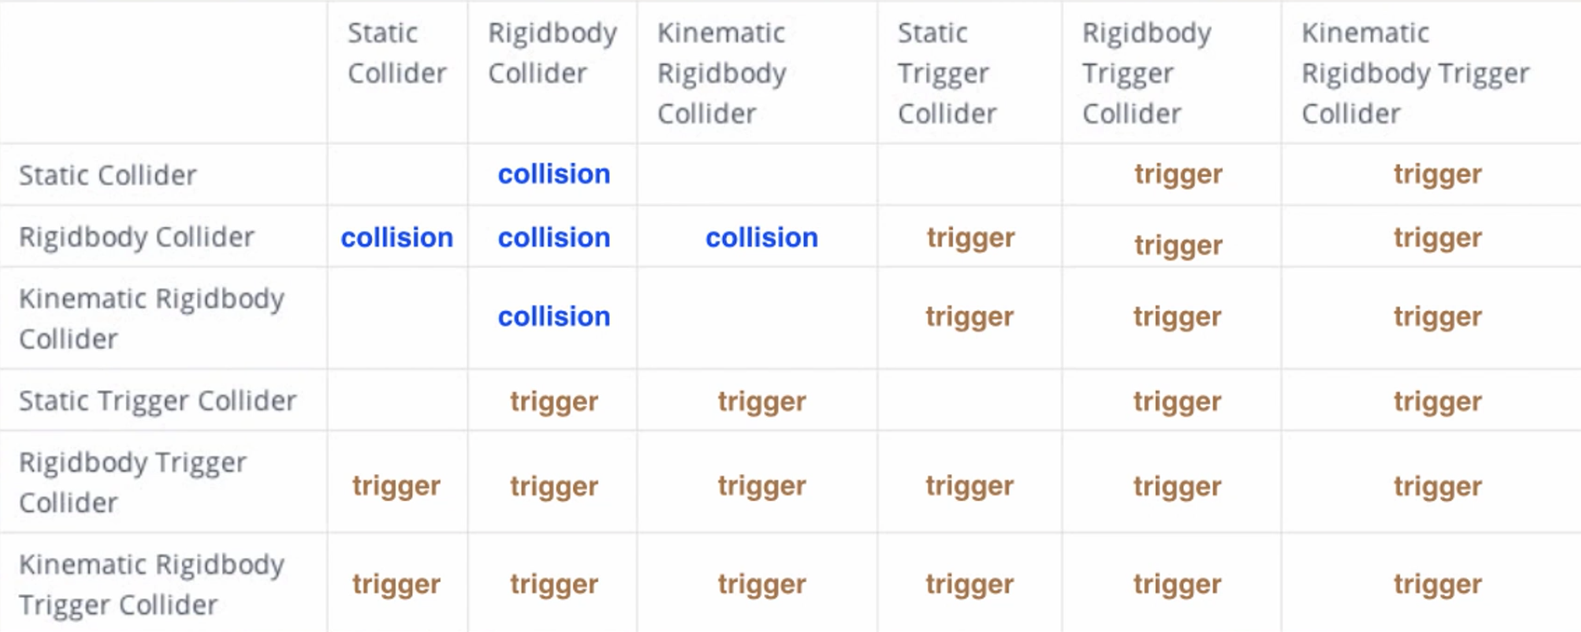 Static Collider | Rigidbody Collider | Kinematic Rigidbody Collider | Static Trigger Collider | Rigidbody Trigger Collider | Kinematic Rigidbody Trigger Collider
Static Collider | | collision | | | trigger | trigger
Rigidbody Collider | collision | collision | collision | trigger | trigger | trigger
Kinematic Rigidbody Collider | | collision | | trigger | trigger | trigger
Static Trigger Collider | | trigger | trigger | | trigger | trigger
Rigidbody Trigger Collider | trigger | trigger | trigger | trigger | trigger | trigger
Kinematic Rigidbody Trigger Collider | trigger | trigger | trigger | trigger | trigger | trigger